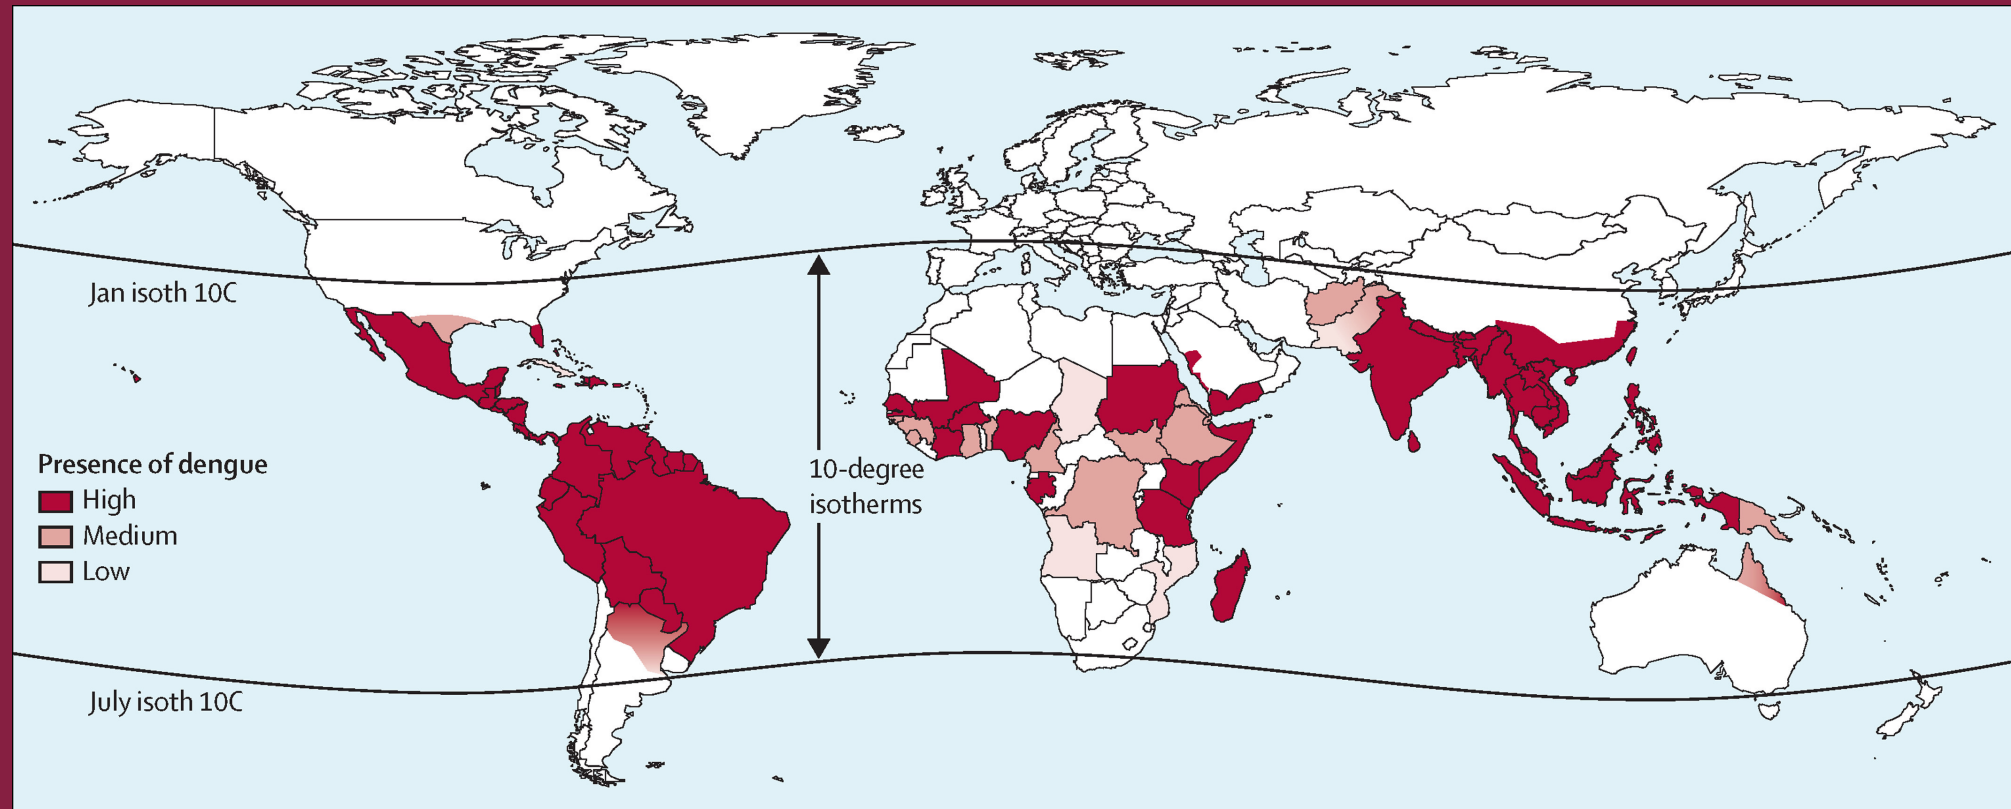 Jan isoth 10C
10-degree
isotherms
Presence of dengue
High
Medium
Low
July isoth 10C